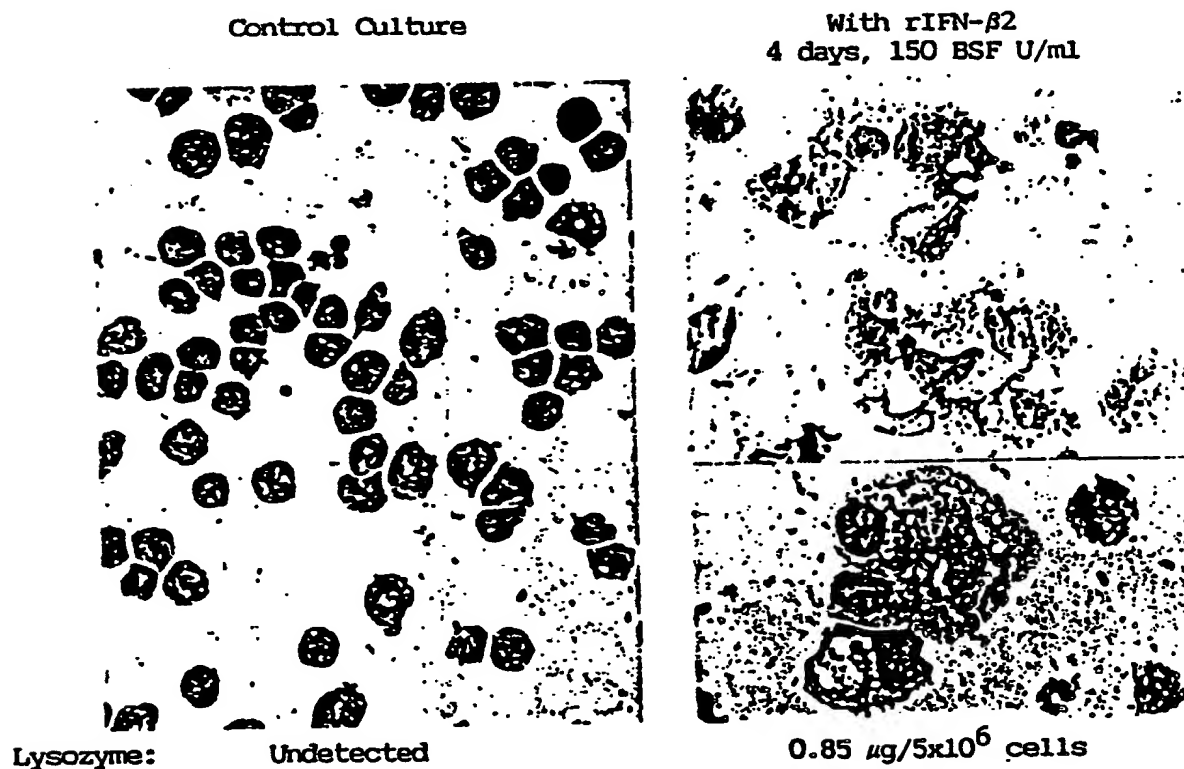 Control Culture
With rIFN-β2
4 days, 150 BSF U/ml
Lysozyme: Undetected
0.85 μg/5x10⁶ cells